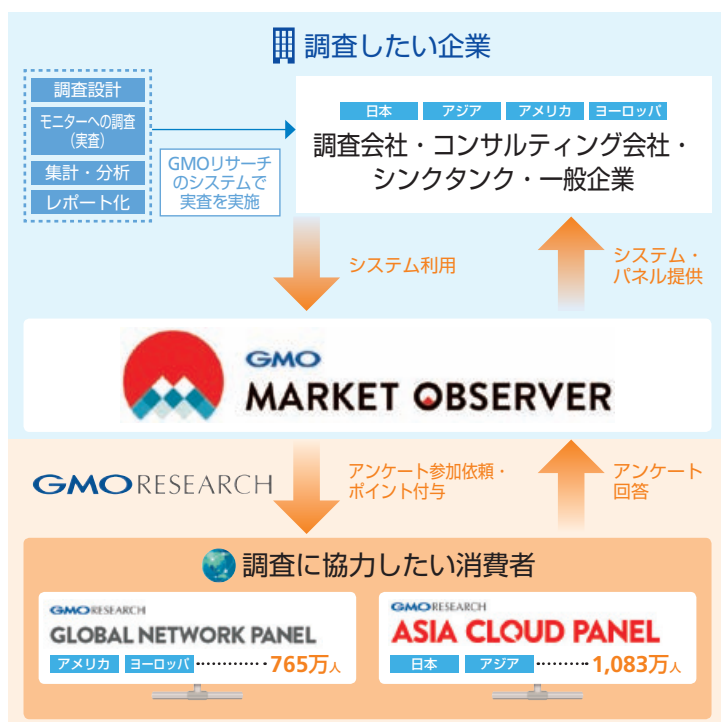 調査したい企業
調査設計
モニターへの調査
(実査)
集計・分析
レポート化
GMOリサーチ
のシステムで
実査を実施
日本 アジア アメリカ ヨーロッパ
調査会社・コンサルティング会社・
シンクタンク・一般企業
システム利用
システム・
パネル提供
GMO
MARKET OBSERVER
GMO RESEARCH
アンケート参加依頼・
ポイント付与
アンケート
回答
調査に協力したい消費者
GMO RESEARCH
GLOBAL NETWORK PANEL
アメリカ ヨーロッパ ············ 765万人
GMO RESEARCH
ASIA CLOUD PANEL
日本 アジア ········· 1,083万人